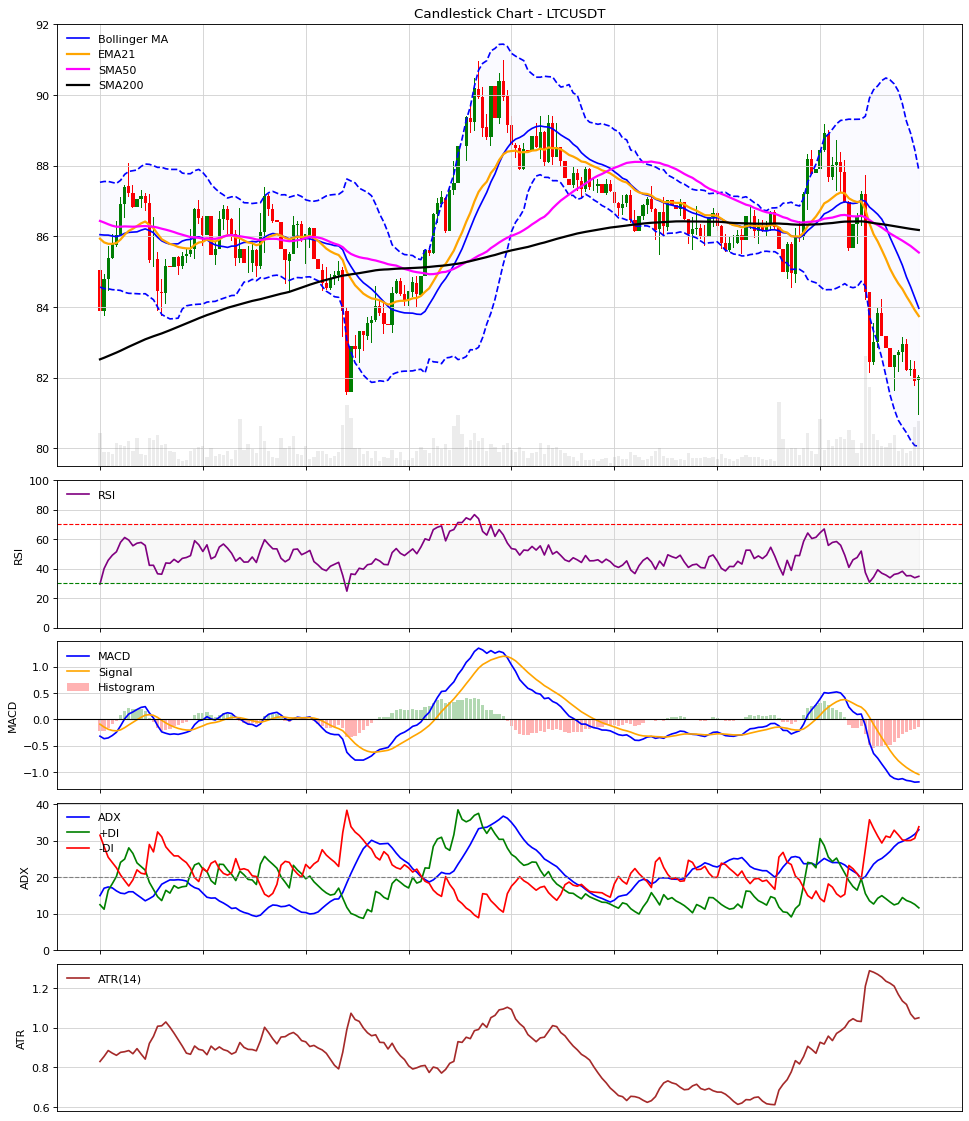 Candlestick Chart - LTCUSDT
92
90
88
86
84
82
80
Bollinger MA
EMA21
SMA50
SMA200
100
80
60
40
20
0
RSI
RSI
1.0
0.5
0.0
−0.5
−1.0
MACD
MACD
Signal
Histogram
40
30
20
10
0
ADX
ADX
+DI
-DI
1.2
1.0
0.8
0.6
ATR
ATR(14)